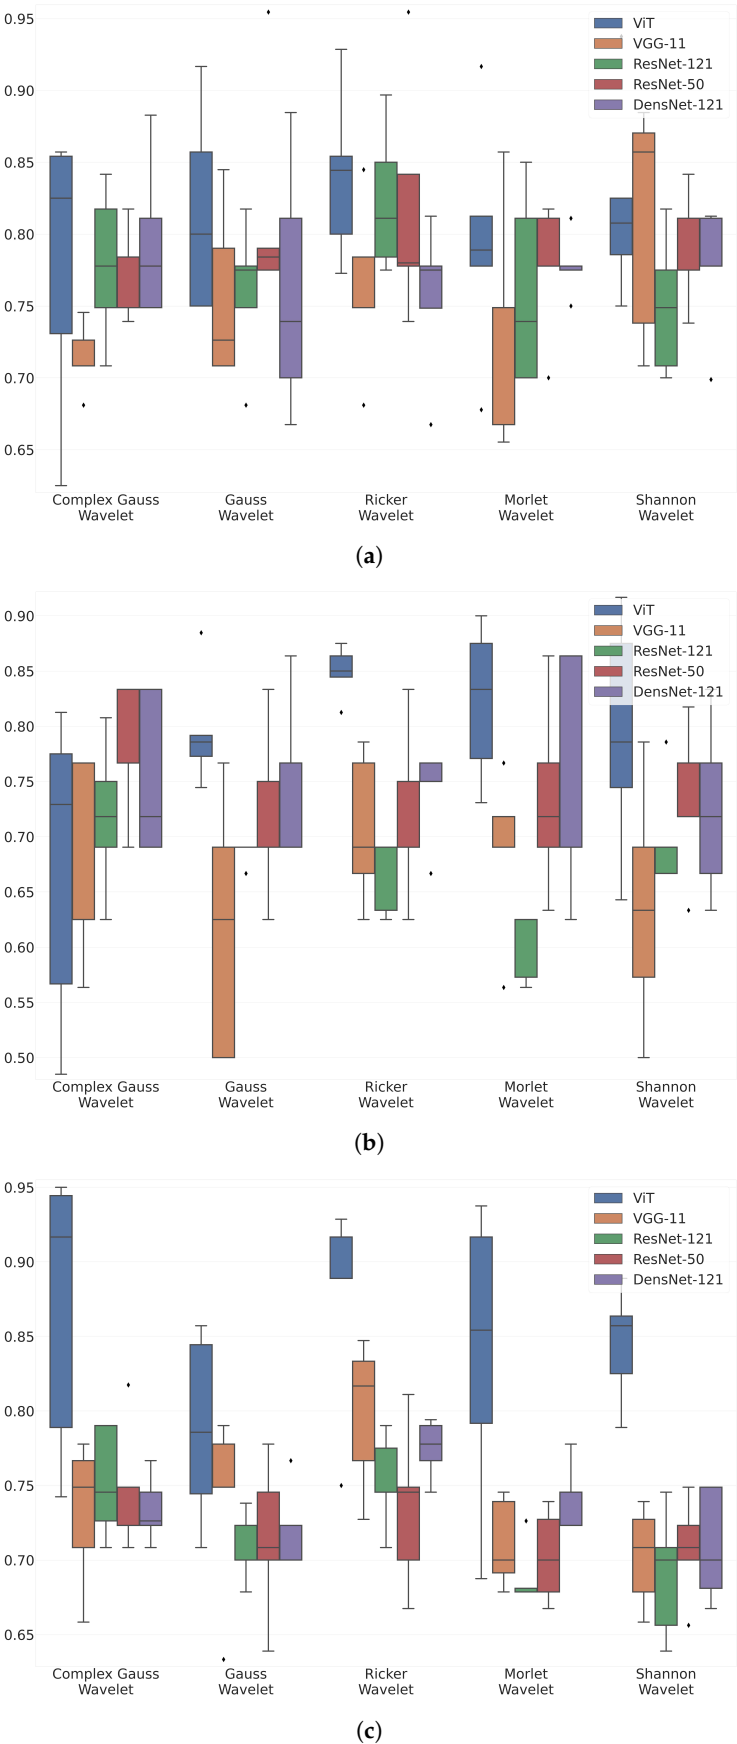 0.95
0.90
0.85
0.80
0.75
0.70
0.65
ViT
VGG-11
ResNet-121
ResNet-50
DensNet-121
Complex Gauss
Wavelet
Gauss
Wavelet
Ricker
Wavelet
Morlet
Wavelet
Shannon
Wavelet
(a)
0.90
0.85
0.80
0.75
0.70
0.65
0.60
0.55
0.50
ViT
VGG-11
ResNet-121
ResNet-50
DensNet-121
Complex Gauss
Wavelet
Gauss
Wavelet
Ricker
Wavelet
Morlet
Wavelet
Shannon
Wavelet
(b)
0.95
0.90
0.85
0.80
0.75
0.70
0.65
ViT
VGG-11
ResNet-121
ResNet-50
DensNet-121
Complex Gauss
Wavelet
Gauss
Wavelet
Ricker
Wavelet
Morlet
Wavelet
Shannon
Wavelet
(c)